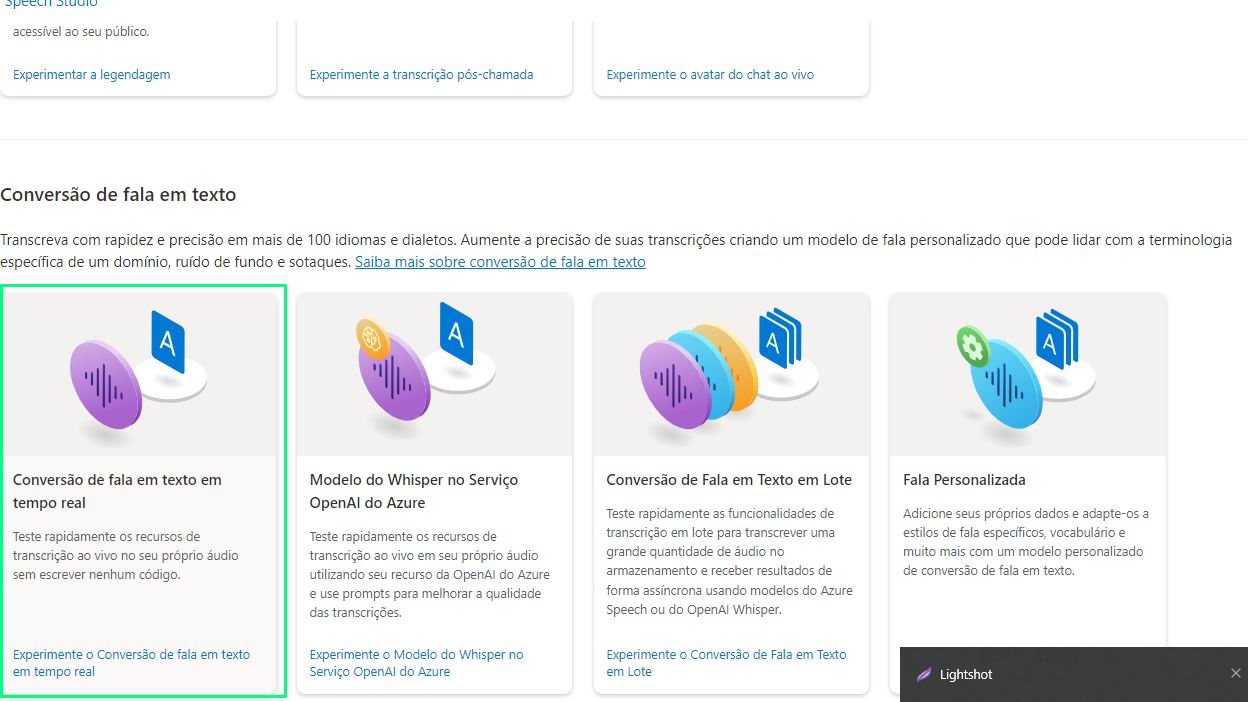 Speech Studio
acessível ao seu público.
Experimentar a legendagem
Experimente a transcrição pós-chamada
Experimente o avatar do chat ao vivo
Conversão de fala em texto
Transcreva com rapidez e precisão em mais de 100 idiomas e dialetos. Aumente a precisão de suas transcrições criando um modelo de fala personalizado que pode lidar com a terminologia
específica de um domínio, ruído de fundo e sotaques. Saiba mais sobre conversão de fala em texto
A
Conversão de fala em texto em
tempo real
Teste rapidamente os recursos de
transcrição ao vivo no seu próprio áudio
sem escrever nenhum código.
Experimente o Conversão de fala em texto
em tempo real
A
Modelo do Whisper no Serviço
OpenAI do Azure
Teste rapidamente os recursos de
transcrição ao vivo em seu próprio áudio
utilizando seu recurso da OpenAI do Azure
e use prompts para melhorar a qualidade
das transcrições.
Experimente o Modelo do Whisper no
Serviço OpenAI do Azure
A
Conversão de Fala em Texto em Lote
Teste rapidamente as funcionalidades de
transcrição em lote para transcrever uma
grande quantidade de áudio no
armazenamento e receber resultados de
forma assíncrona usando modelos do Azure
Speech ou do OpenAI Whisper.
Experimente o Conversão de Fala em Texto
em Lote
A
Fala Personalizada
Adicione seus próprios dados e adapte-os a
estilos de fala específicos, vocabulário e
muito mais com um modelo personalizado
de conversão de fala em texto.
Lightshot